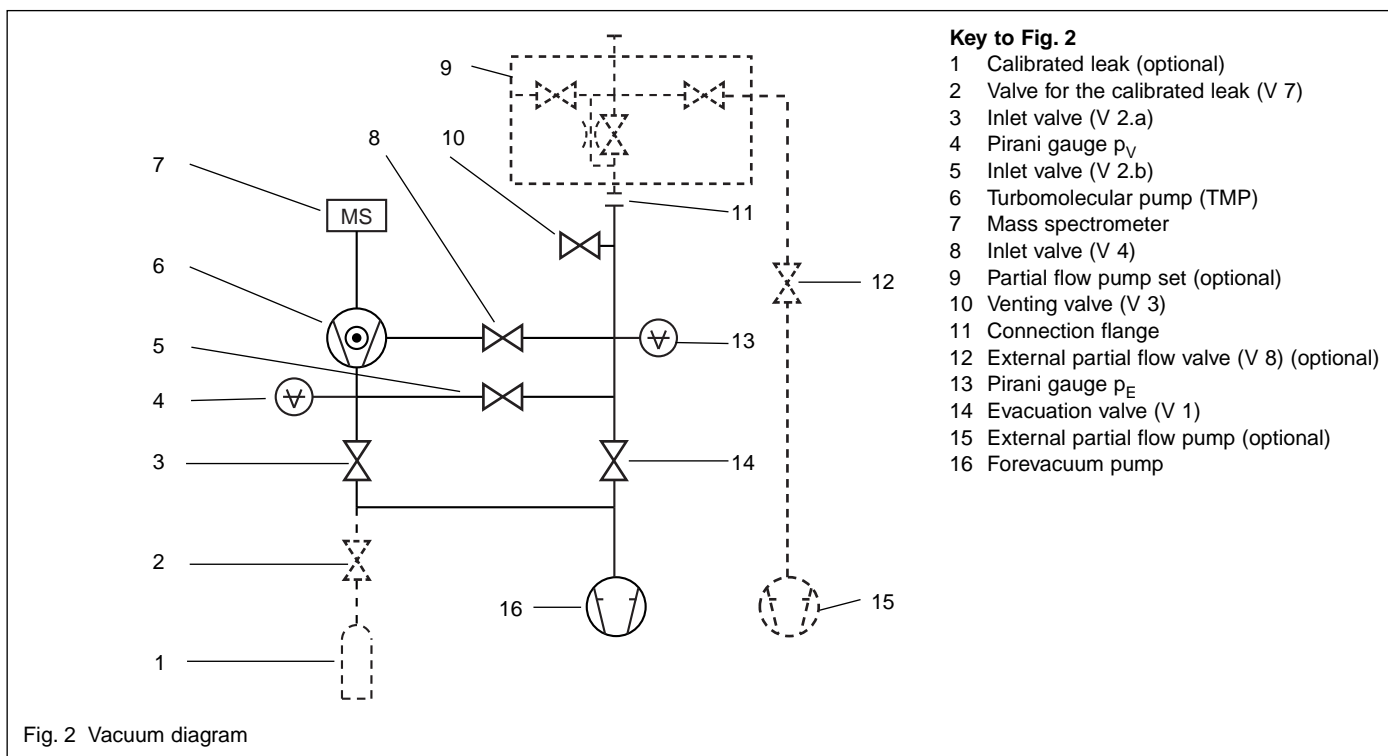 9
8
10
7
MS
11
6
12
5
13
4
3
14
2
16
15
1
Fig. 2 Vacuum diagram
Key to Fig. 2
1 Calibrated leak (optional)
2 Valve for the calibrated leak (V 7)
3 Inlet valve (V 2.a)
4 Pirani gauge pV
5 Inlet valve (V 2.b)
6 Turbomolecular pump (TMP)
7 Mass spectrometer
8 Inlet valve (V 4)
9 Partial flow pump set (optional)
10 Venting valve (V 3)
11 Connection flange
12 External partial flow valve (V 8) (optional)
13 Pirani gauge pE
14 Evacuation valve (V 1)
15 External partial flow pump (optional)
16 Forevacuum pump